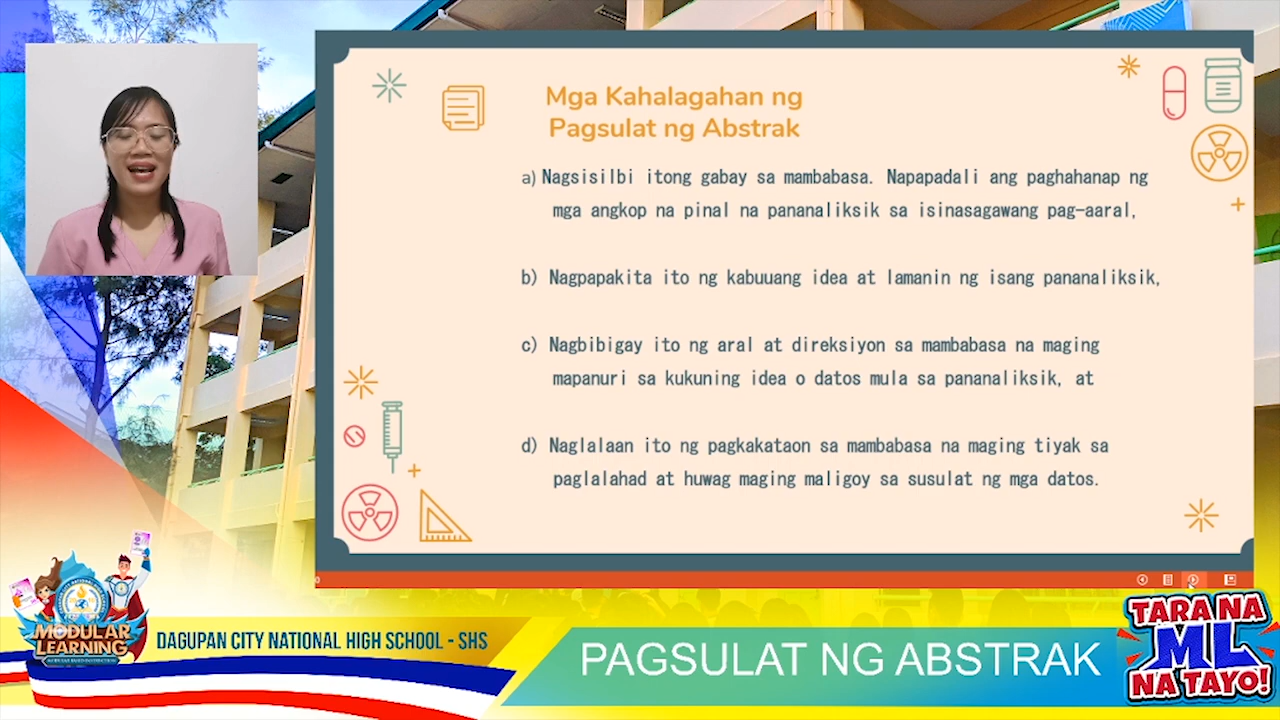 Mga Kahalagahan ng
Pagsulat ng Abstrak
a) Nagsisilbi itong gabay sa mambabasa. Napapadali ang paghahanap ng
mga angkop na pinal na pananaliksik sa isinasagawang pag-aaral,
b) Nagpapakita ito ng kabuuang idea at lamanin ng isang pananaliksik,
c) Nagbibigay ito ng aral at direksiyon sa mambabasa na maging
mapanuri sa kukuning idea o datos mula sa pananaliksik, at
d) Naglalaan ito ng pagkakataon sa mambabasa na maging tiyak sa
paglalahad at huwag maging maligoy sa susulat ng mga datos.
MODULAR
LEARNING
DAGUPAN CITY NATIONAL HIGH SCHOOL - SHS
PAGSULAT NG ABSTRAK
TARA NA
ML
NA TAYO!